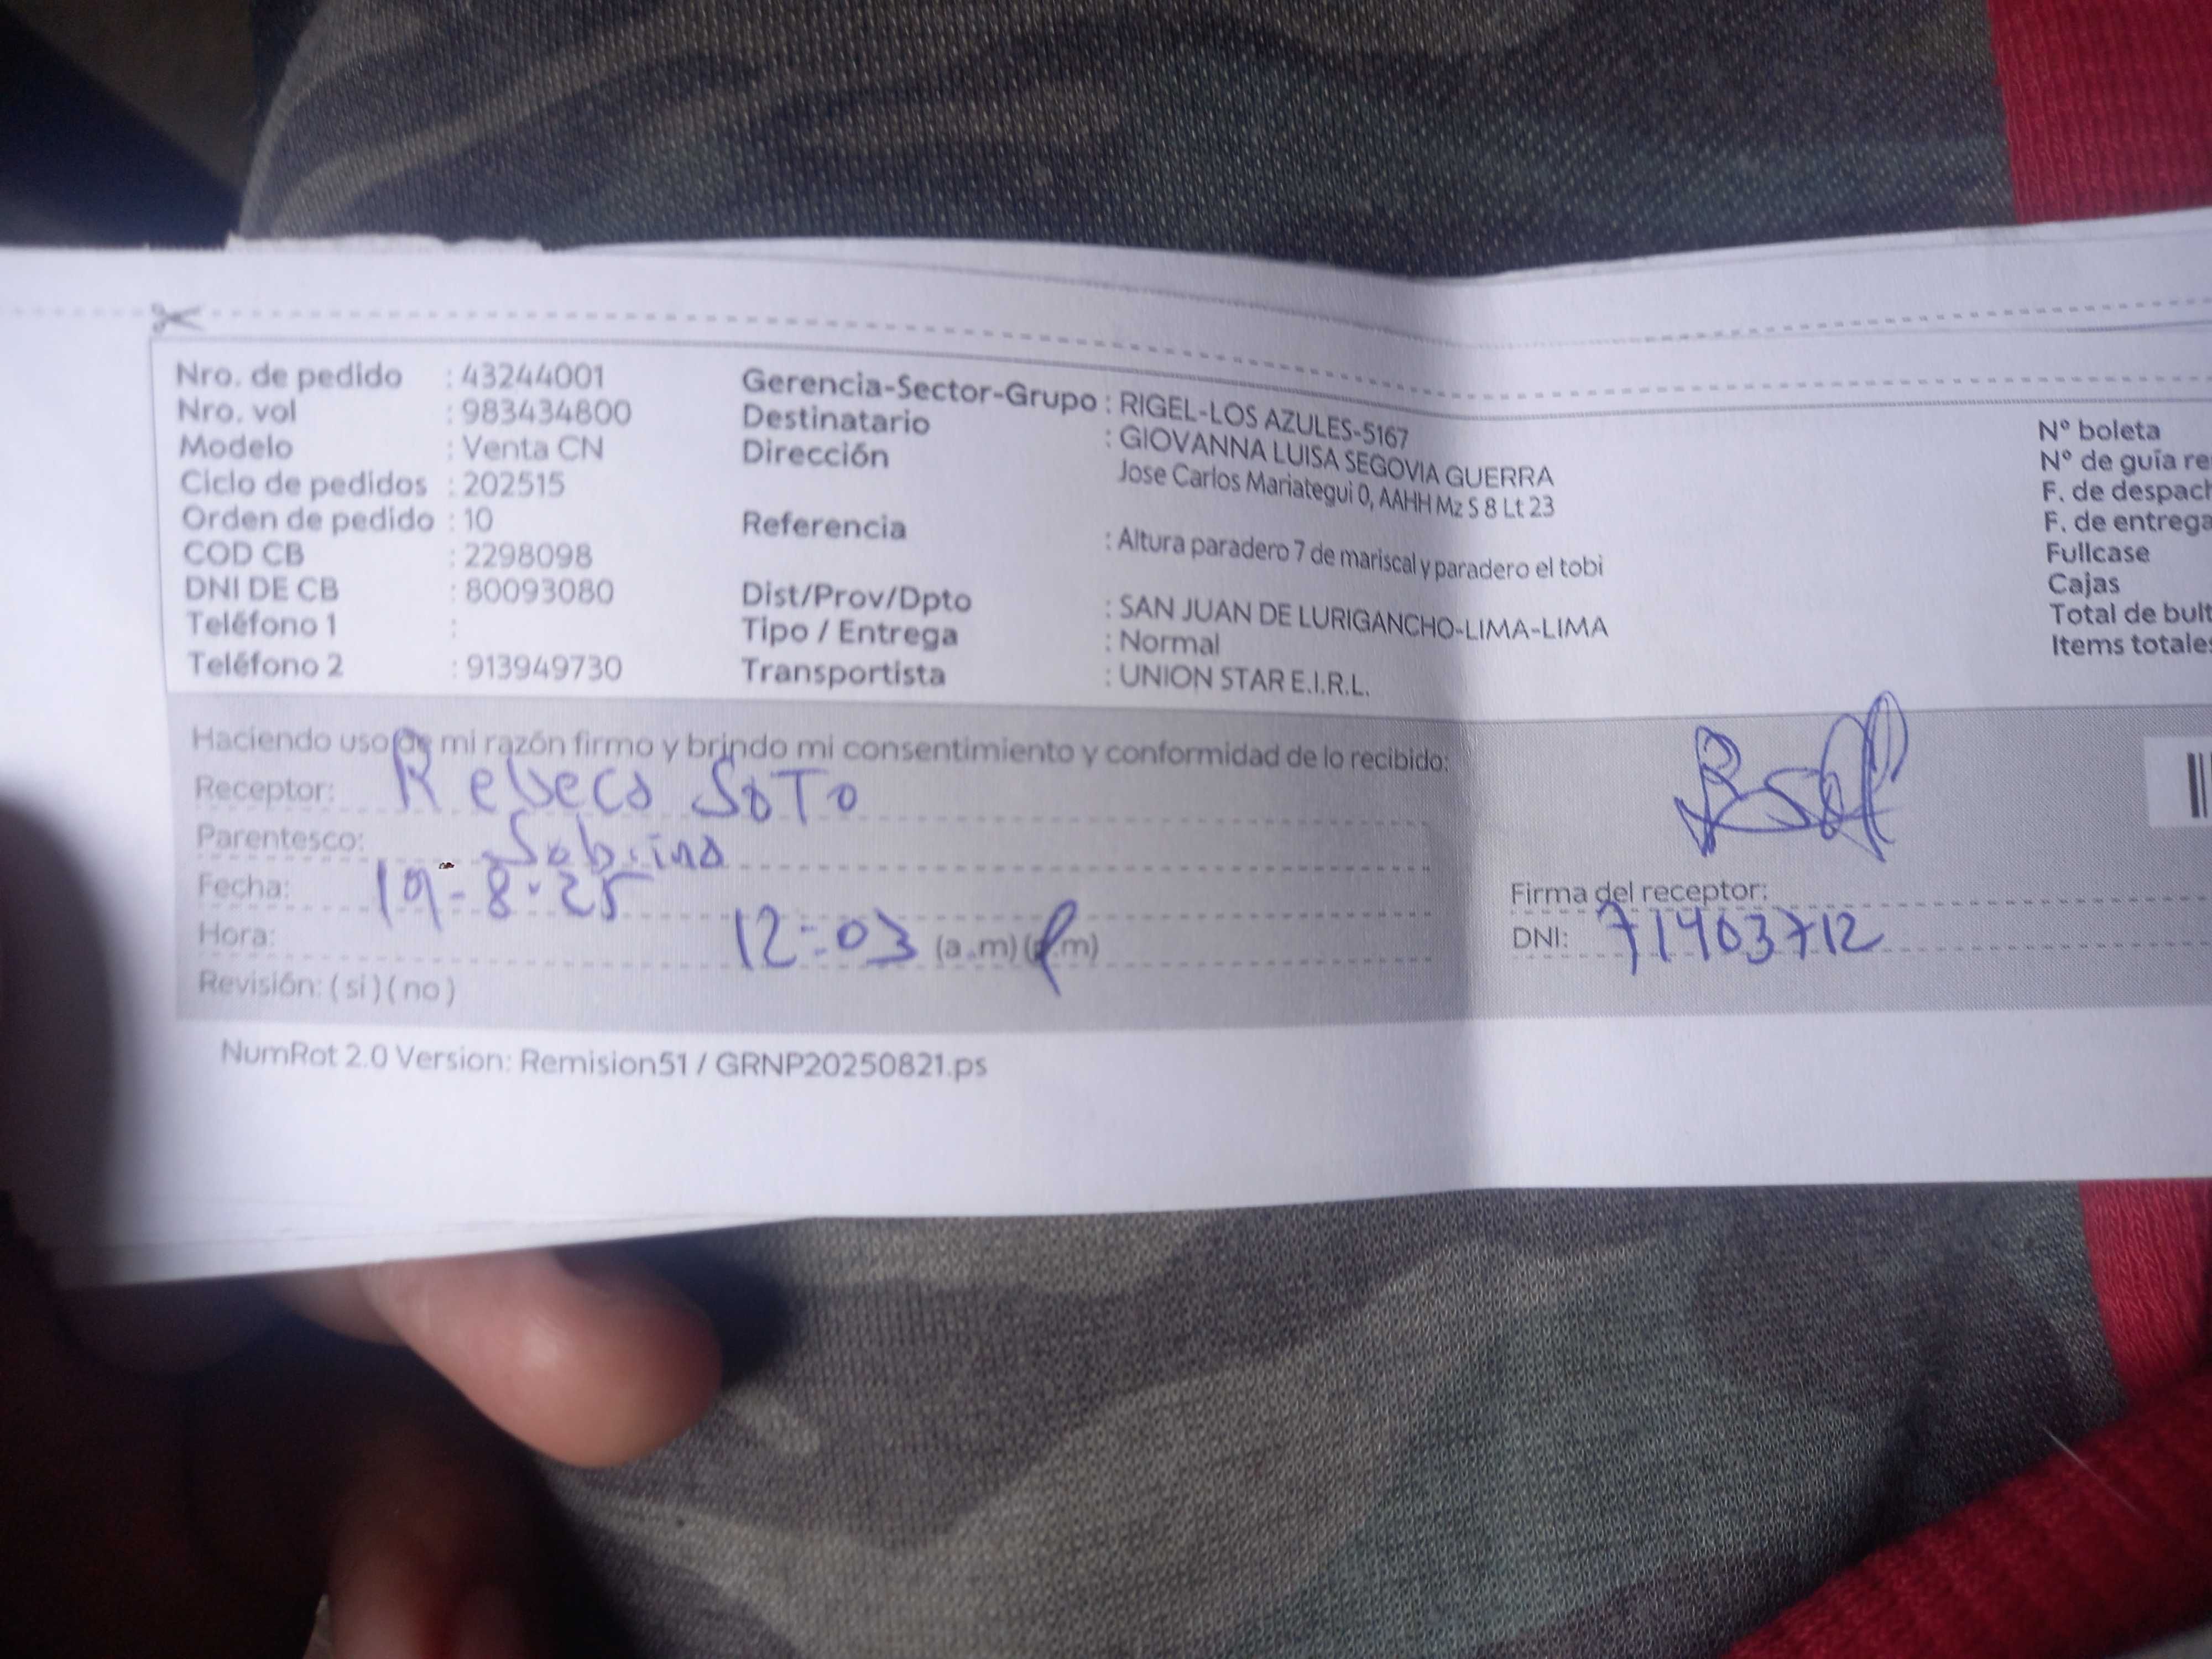 Nro. de pedido : 43244001
Nro. vol : 983434800
Modelo : Venta CN
Ciclo de pedidos : 202515
Orden de pedido : 10
COD CB : 2298098
DNI DE CB : 80093080
Teléfono 1 :
Teléfono 2 : 913949730
Gerencia-Sector-Grupo : RIGEL-LOS AZULES-5167
Destinatario : GIOVANNA LUISA SEGOVIA GUERRA
Dirección Jose Carlos Mariategui 0, AAHH Mz S 8 Lt 23
Referencia : Altura paradero 7 de mariscal y paradero el tobi
Dist/Prov/Dpto : SAN JUAN DE LURIGANCHO-LIMA-LIMA
Tipo / Entrega : Normal
Transportista : UNION STAR E.I.R.L.
N° boleta
N° de guía
F. de
F. de entrega
Fullcase
Cajas
Total de
Items
Haciendo uso de mi razón firmo y brindo mi consentimiento y conformidad de lo recibido:
Receptor: Rebeca SoTo
Parentesco: Sobrina
Fecha: 19-8-25
Hora: 12:03 (a.m) (p.m)
Revisión: ( si ) ( no )
Firma del receptor:
DNI: 71403712
NumRot 2.0 Version: Remision51 / GRNP20250821.ps